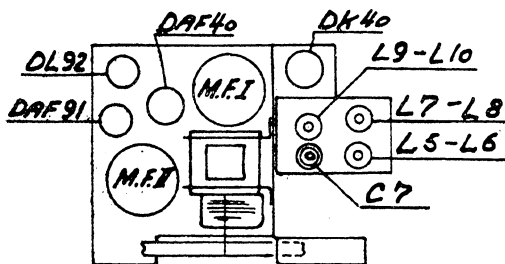 DAF40
DK40
DL92
L9-L10
M.F.I
DAF91
L7-L8
L5-L6
M.F.II
C7